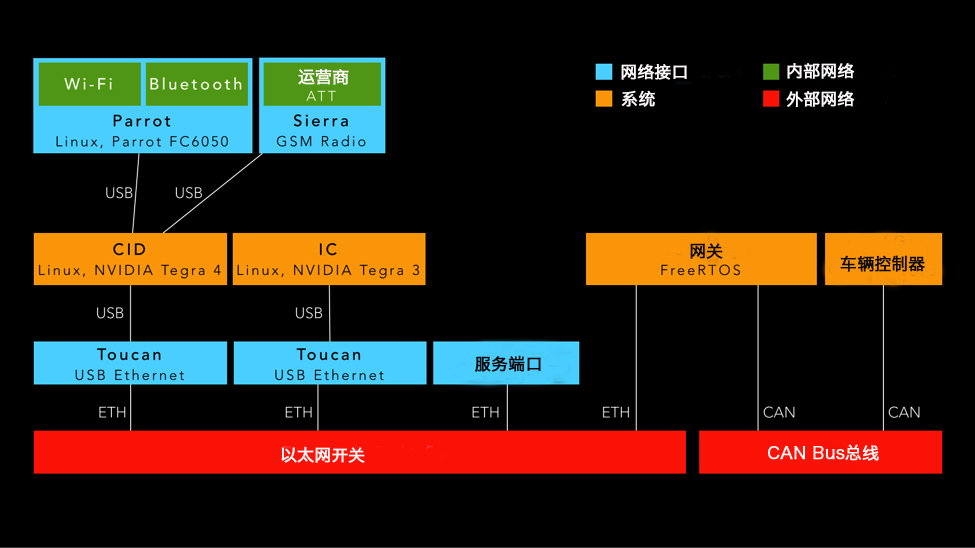 Wi-Fi
Bluetooth
运营商
ATT
Parrot
Linux, Parrot FC6050
Sierra
GSM Radio
网络接口
内部网络
系统
外部网络
USB
USB
CID
Linux, NVIDIA Tegra 4
IC
Linux, NVIDIA Tegra 3
网关
FreeRTOS
车辆控制器
USB
USB
Toucan
USB Ethernet
Toucan
USB Ethernet
服务端口
ETH
ETH
ETH
ETH
CAN
CAN
以太网开关
CAN Bus总线